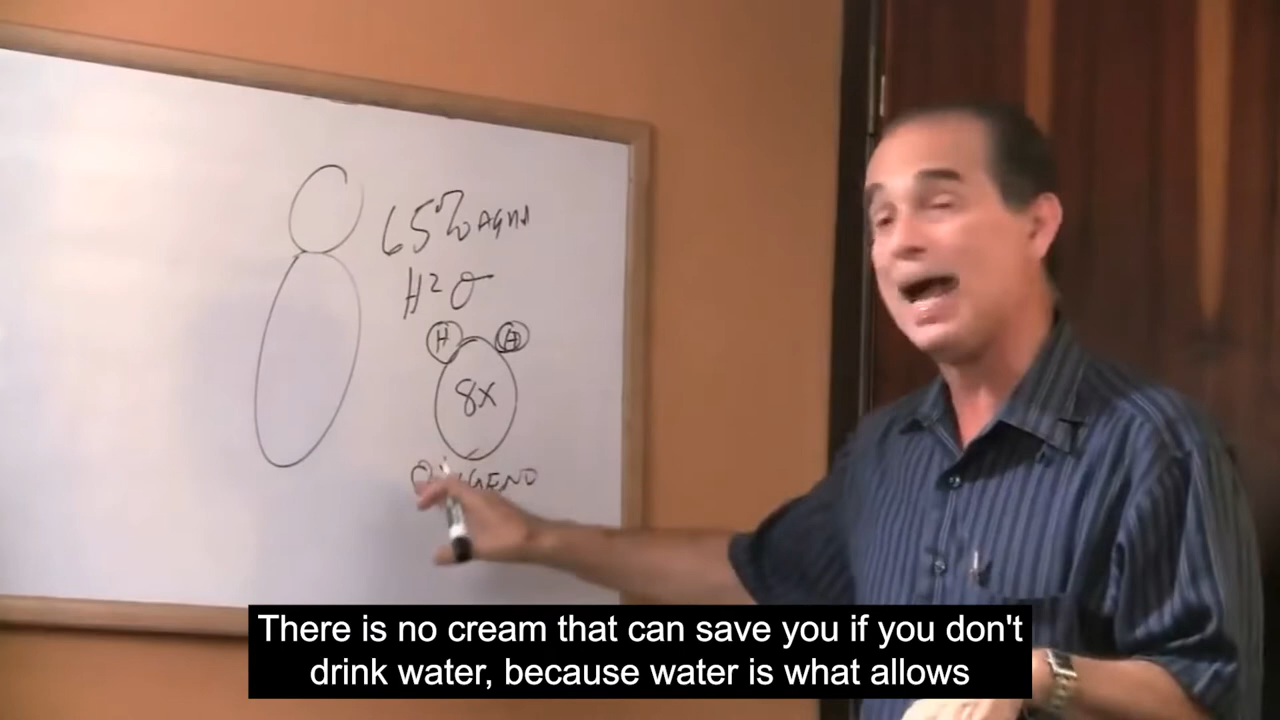 65% AGUA
H2O
H H
8X
OXIGENO
There is no cream that can save you if you don't
drink water, because water is what allows